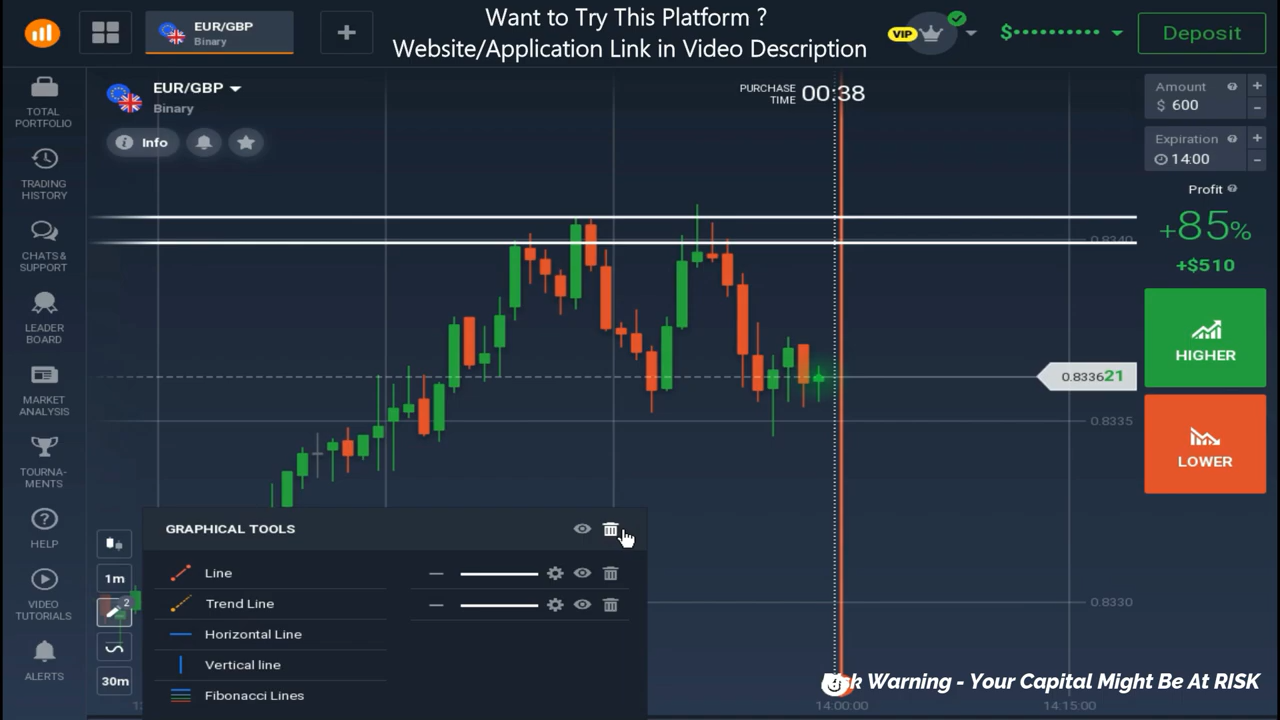 EUR/GBP
Binary
Want to Try This Platform ?
Website/Application Link in Video Description
VIP
$••••••••••
Deposit
TOTAL
PORTFOLIO
TRADING
HISTORY
CHATS &
SUPPORT
LEADER
BOARD
MARKET
ANALYSIS
TOURNA-
MENTS
HELP
VIDEO
TUTORIALS
ALERTS
EUR/GBP
Binary
Info
PURCHASE
TIME
00:38
Amount
$ 600
Expiration
14:00
Profit
+85%
+$510
HIGHER
LOWER
0.8340
0.833621
0.8335
0.8330
GRAPHICAL TOOLS
Line
Trend Line
Horizontal Line
Vertical line
Fibonacci Lines
1m
2
30m
Warning - Your Capital Might Be At RISK
14:00:00
14:15:00